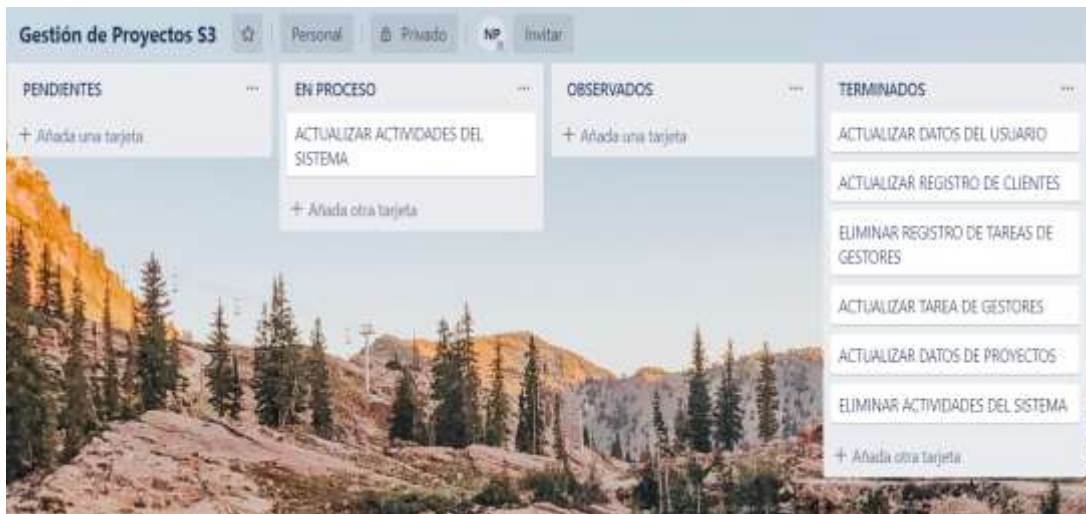 Gestión de Proyectos S3
Personal
Privado
NP
Invitar
PENDIENTES
+ Añada una tarjeta
EN PROCESO
ACTUALIZAR ACTIVIDADES DEL
SISTEMA
+ Añada otra tarjeta
OBSERVADOS
+ Añada una tarjeta
TERMINADOS
ACTUALIZAR DATOS DEL USUARIO
ACTUALIZAR REGISTRO DE CLIENTES
ELIMINAR REGISTRO DE TAREAS DE
GESTORES
ACTUALIZAR TAREA DE GESTORES
ACTUALIZAR DATOS DE PROYECTOS
ELIMINAR ACTIVIDADES DEL SISTEMA
+ Añada otra tarjeta